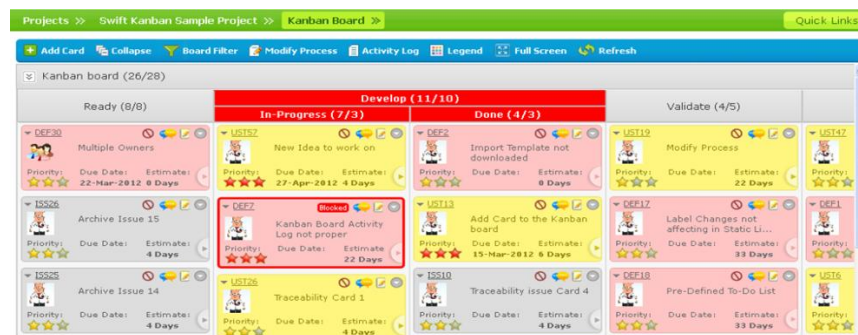 Projects » Swift Kanban Sample Project » Kanban Board » Quick Links
Add Card Collapse Board Filter Modify Process Activity Log Legend Full Screen Refresh
Kanban board (26/28)
Ready (8/8) Develop (11/10) Validate (4/5)
In-Progress (7/3) Done (4/3)
DEF30
Multiple Owners
Priority: Due Date: Estimate:
22-Mar-2012 0 Days
UST57
New Idea to work on
Priority: Due Date: Estimate:
27-Apr-2012 4 Days
DEF2
Import Template not
downloaded
Priority: Due Date: Estimate:
0 Days
UST19
Modify Process
Priority: Due Date: Estimate:
22 Days
UST47
Priority:
ISS26
Archive Issue 15
Priority: Due Date: Estimate:
4 Days
DEF7 Blocked
Kanban Board Activity
Log not proper
Priority: Due Date: Estimate
22 Days
UST13
Add Card to the Kanban
board
Priority: Due Date: Estimate:
15-Mar-2012 6 Days
DEF17
Label Changes not
affecting in Static Li...
Priority: Due Date: Estimate:
33 Days
DEF1
Priority:
ISS25
Archive Issue 14
Priority: Due Date: Estimate:
4 Days
UST26
Traceability Card 1
Priority: Due Date: Estimate:
4 Days
ISS10
Traceability issue Card 4
Priority: Due Date: Estimate:
4 Days
DEF18
Pre-Defined To-Do List
Priority: Due Date: Estimate:
33 Days
UST6
Priority: